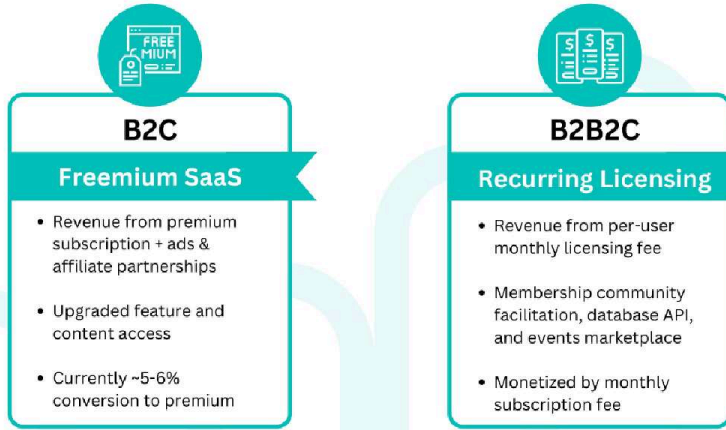 FREE
MIUM
B2C
Freemium SaaS
• Revenue from premium
subscription + ads &
affiliate partnerships
• Upgraded feature and
content access
• Currently ~5-6%
conversion to premium
$ $ $
B2B2C
Recurring Licensing
• Revenue from per-user
monthly licensing fee
• Membership community
facilitation, database API,
and events marketplace
• Monetized by monthly
subscription fee